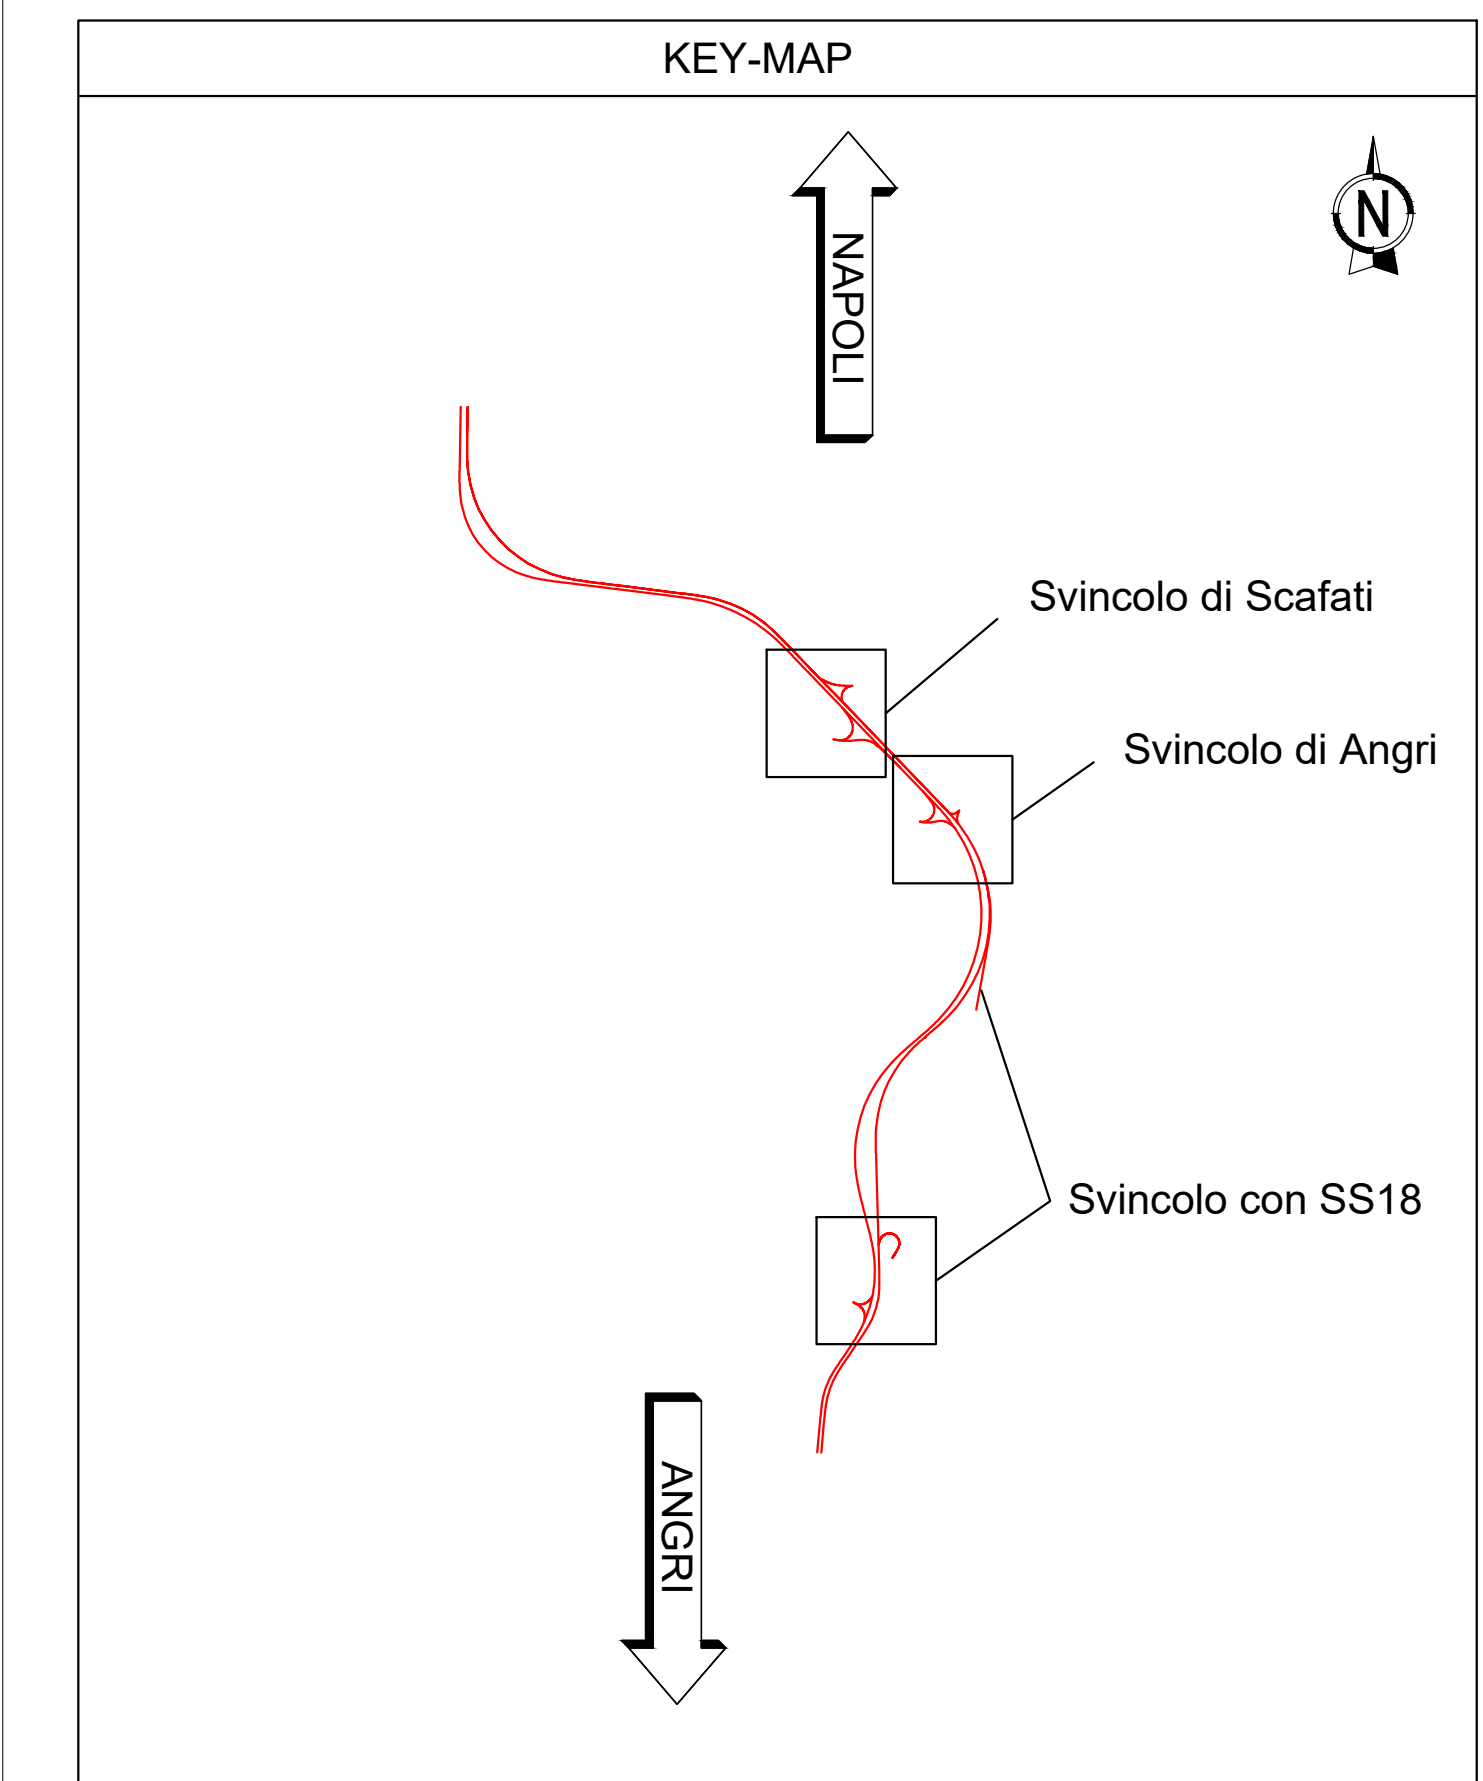 KEY-MAP
N
NAPOLI
Svincolo di Scafati
Svincolo di Angri
Svincolo con SS18
ANGRI